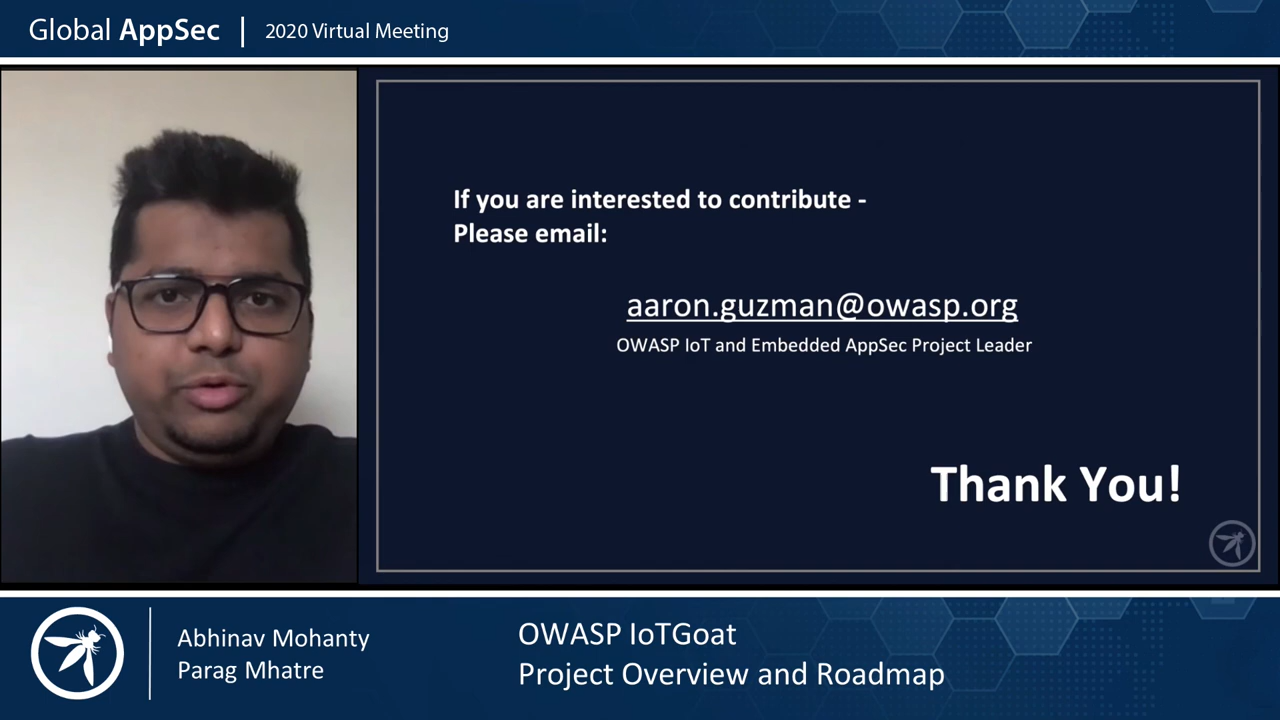 Global AppSec | 2020 Virtual Meeting
If you are interested to contribute -
Please email:
aaron.guzman@owasp.org
OWASP IoT and Embedded AppSec Project Leader
Thank You!
Abhinav Mohanty
Parag Mhatre
OWASP IoTGoat
Project Overview and Roadmap